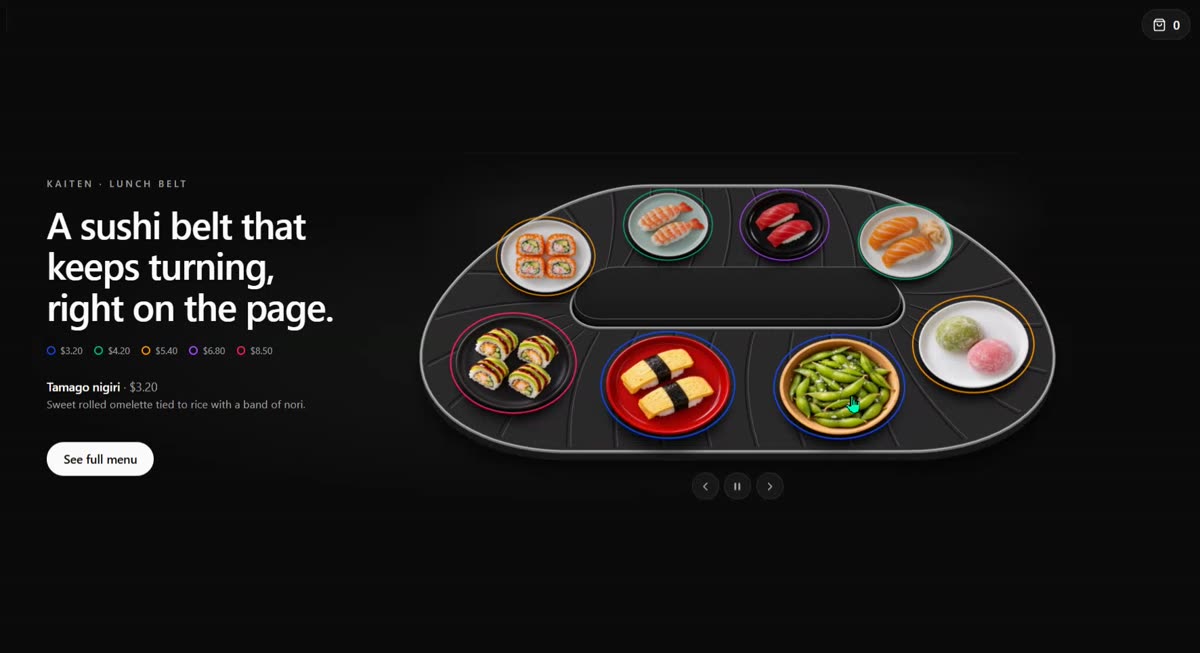 0
KAITEN · LUNCH BELT
A sushi belt that
keeps turning,
right on the page.
$3.20 $4.20 $5.40 $6.80 $8.50
Tamago nigiri · $3.20
Sweet rolled omelette tied to rice with a band of nori.
See full menu